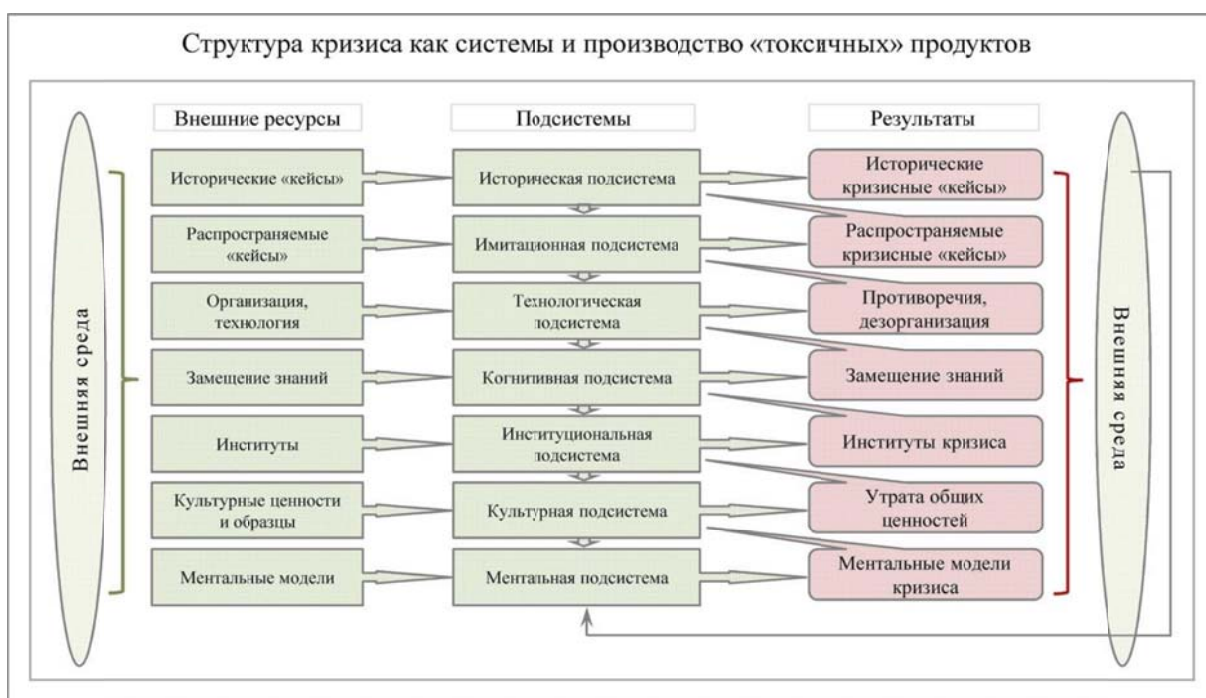 Структура кризиса как системы и производство «токсичных» продуктов
Внешние ресурсы
Подсистемы
Результаты
Внешняя среда
Исторические «кейсы»
Историческая подсистема
Исторические
кризисные «кейсы»
Распространяемые
«кейсы»
Имитационная подсистема
Распространяемые
кризисные «кейсы»
Организация,
технология
Технологическая
подсистема
Противоречия,
дезорганизация
Замещение знаний
Когнитивная подсистема
Замещение знаний
Институты
Институциональная
подсистема
Институты кризиса
Культурные ценности
и образцы
Культурная подсистема
Утрата общих
ценностей
Ментальные модели
Ментальная подсистема
Ментальные модели
кризиса
Внешняя среда